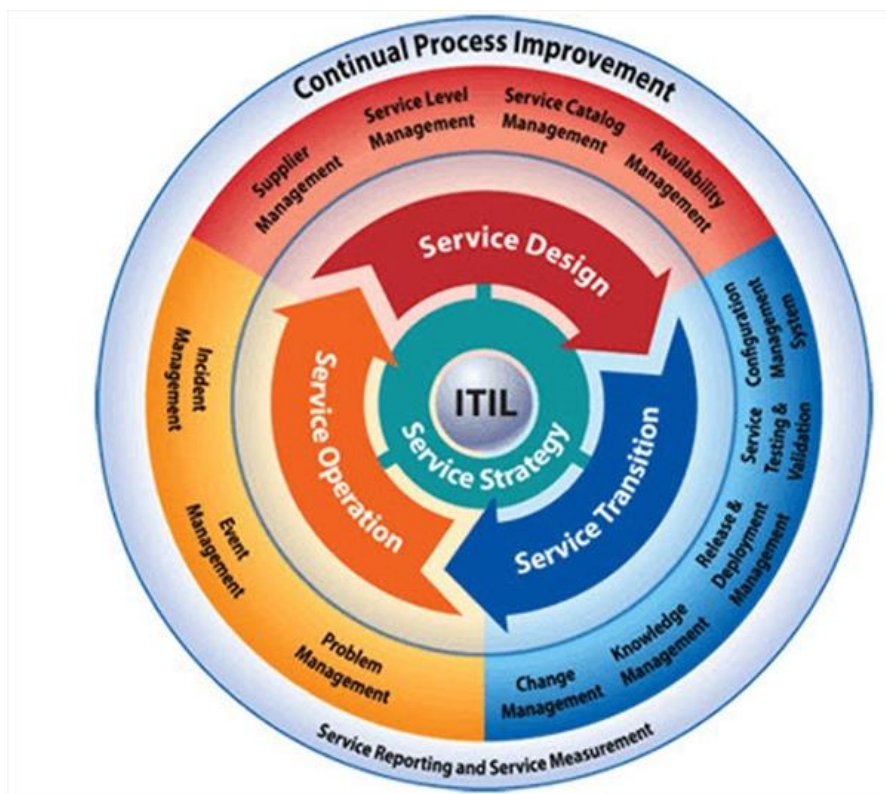 Continual Process Improvement
Supplier
Management
Service Level
Management
Service Catalog
Management
Availability
Management
Configuration
Management
System
Service
Testing &
Validation
Release &
Deployment
Management
Knowledge
Management
Change
Management
Problem
Management
Event
Management
Incident
Management
Service Design
Service Transition
Service Operation
Service Strategy
ITIL
Service Reporting and Service Measurement